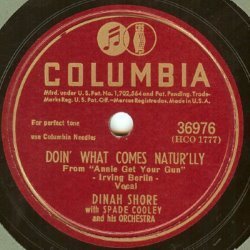 COLUMBIA
Mfrd. under U.S. Pat. No. 1,702,564 and Pat. Pending. Trade-
Marks Reg. U.S. Pat. Off.-Marcas Registradas. Made in U.S.A.
For perfect tone
use Columbia Needles
36976
(HCO 1777)
DOIN' WHAT COMES NATUR'LLY
From "Annie Get Your Gun"
- Irving Berlin -
Vocal
DINAH SHORE
with SPADE COOLEY
and his ORCHESTRA